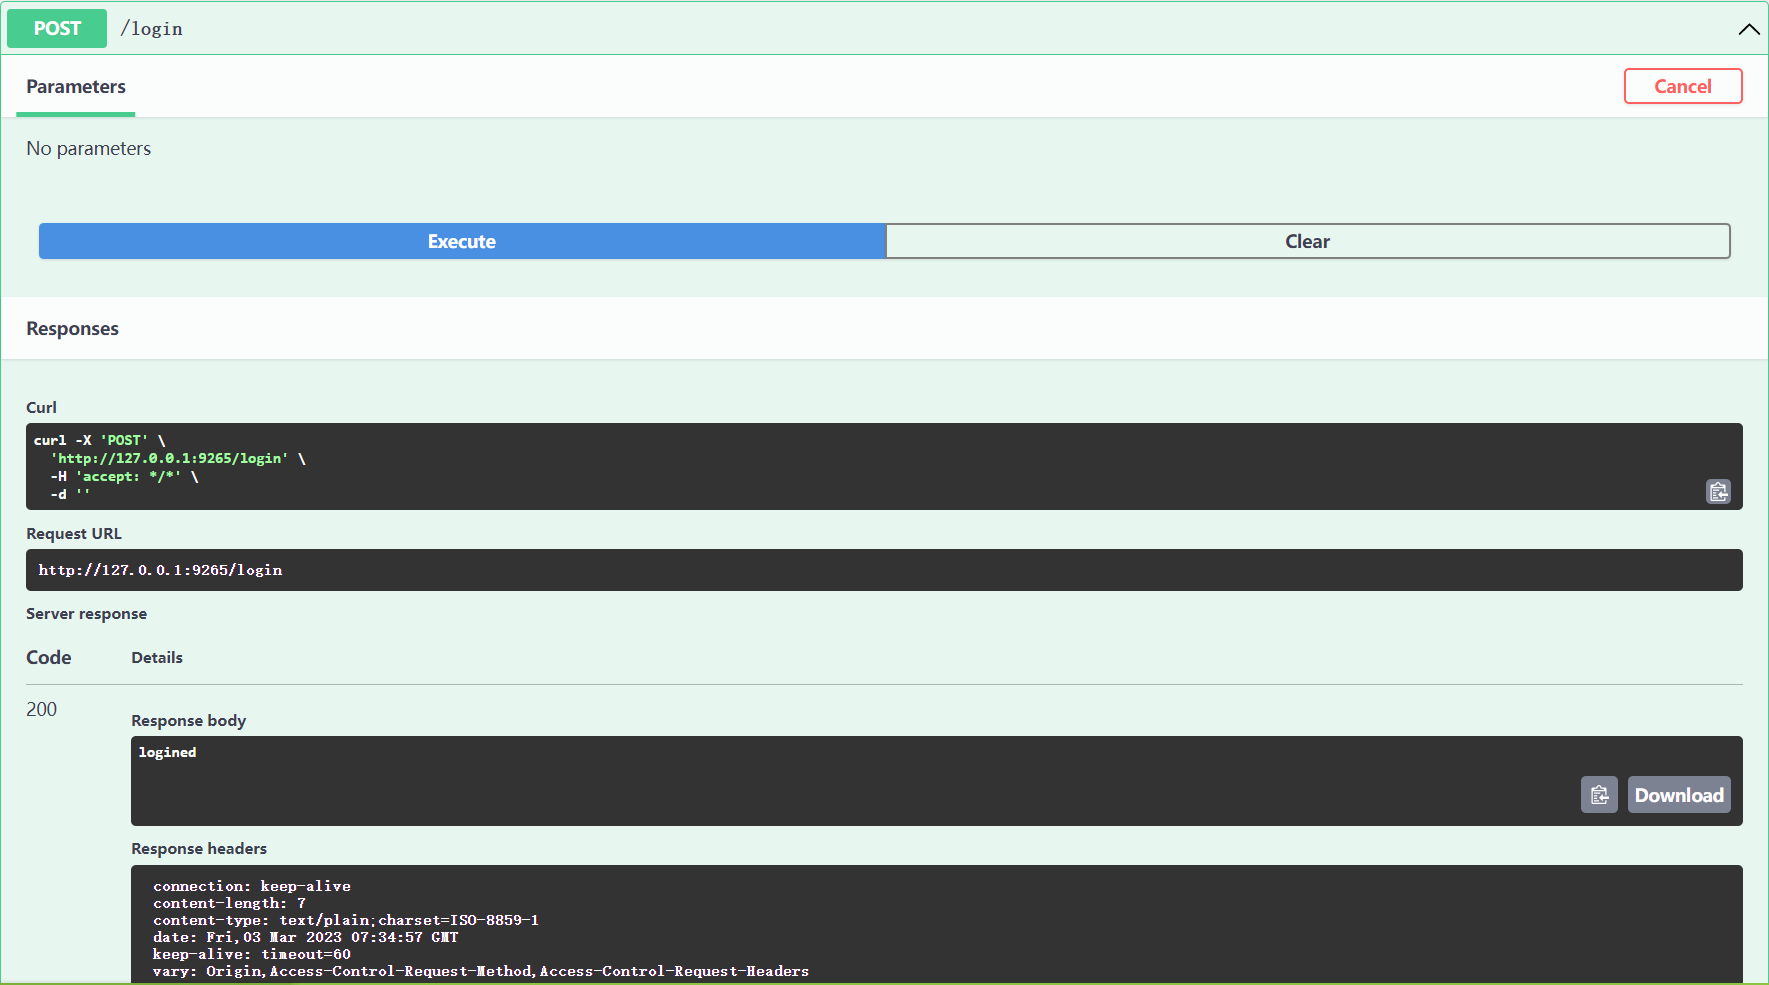 POST /login
Parameters
Cancel
No parameters
Execute
Clear
Responses
Curl
curl -X 'POST' \
'http://127.0.0.1:9265/login' \
-H 'accept: */*' \
-d ''
Request URL
http://127.0.0.1:9265/login
Server response
Code Details
200
Response body
logined
Download
Response headers
connection: keep-alive
content-length: 7
content-type: text/plain;charset=ISO-8859-1
date: Fri,03 Mar 2023 07:34:57 GMT
keep-alive: timeout=60
vary: Origin,Access-Control-Request-Method,Access-Control-Request-Headers